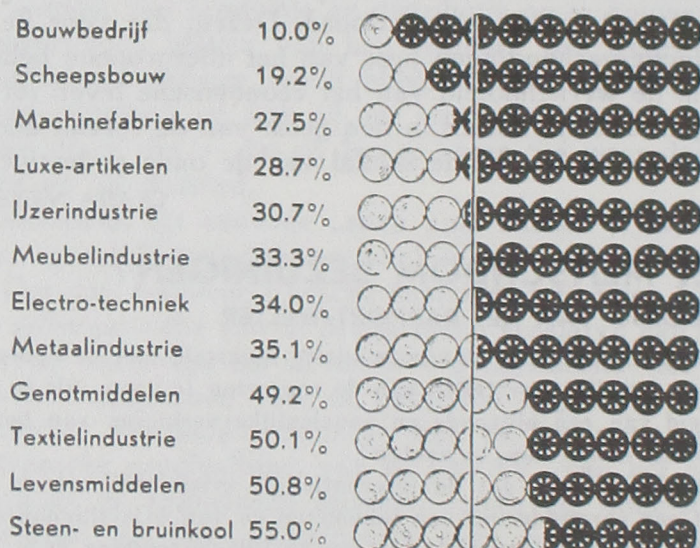 Bouwbedrijf 10.0%
Scheepsbouw 19.2%
Machinefabrieken 27.5%
Luxe-artikelen 28.7%
IJzerindustrie 30.7%
Meubelindustrie 33.3%
Electro-techniek 34.0%
Metaalindustrie 35.1%
Genotmiddelen 49.2%
Textielindustrie 50.1%
Levensmiddelen 50.8%
Steen- en bruinkool 55.0%